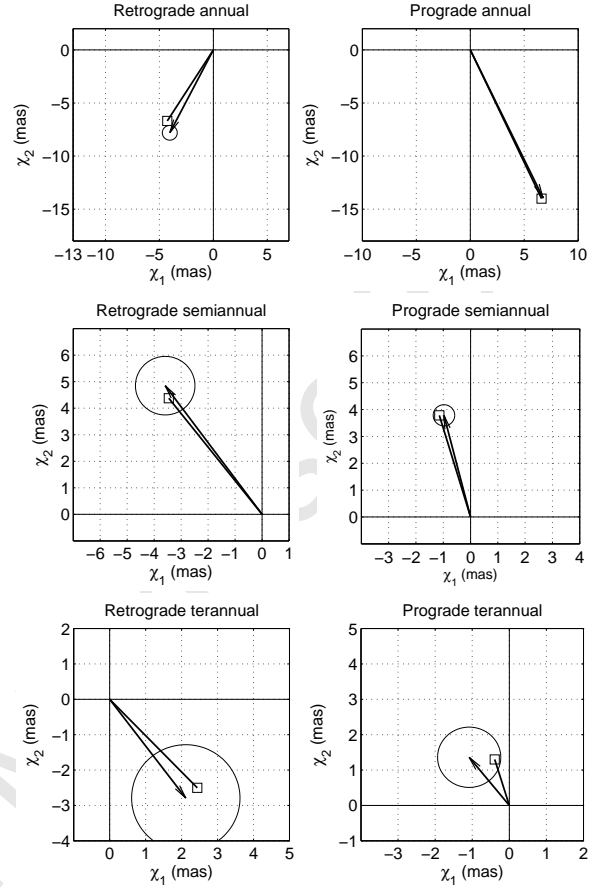 Retrograde annual
0
−5
−10
−15
χ2 (mas)
−13 −10 −5 0 5
χ1 (mas)
Prograde annual
0
−5
−10
−15
χ2 (mas)
−10 −5 0 5 10
χ1 (mas)
Retrograde semiannual
6
5
4
3
2
1
0
χ2 (mas)
−6 −5 −4 −3 −2 −1 0 1
χ1 (mas)
Prograde semiannual
6
5
4
3
2
1
0
χ2 (mas)
−3 −2 −1 0 1 2 3 4
χ1 (mas)
Retrograde terannual
2
1
0
−1
−2
−3
−4
χ2 (mas)
0 1 2 3 4 5
χ1 (mas)
Prograde terannual
5
4
3
2
1
0
−1
χ2 (mas)
−3 −2 −1 0 1 2
χ1 (mas)